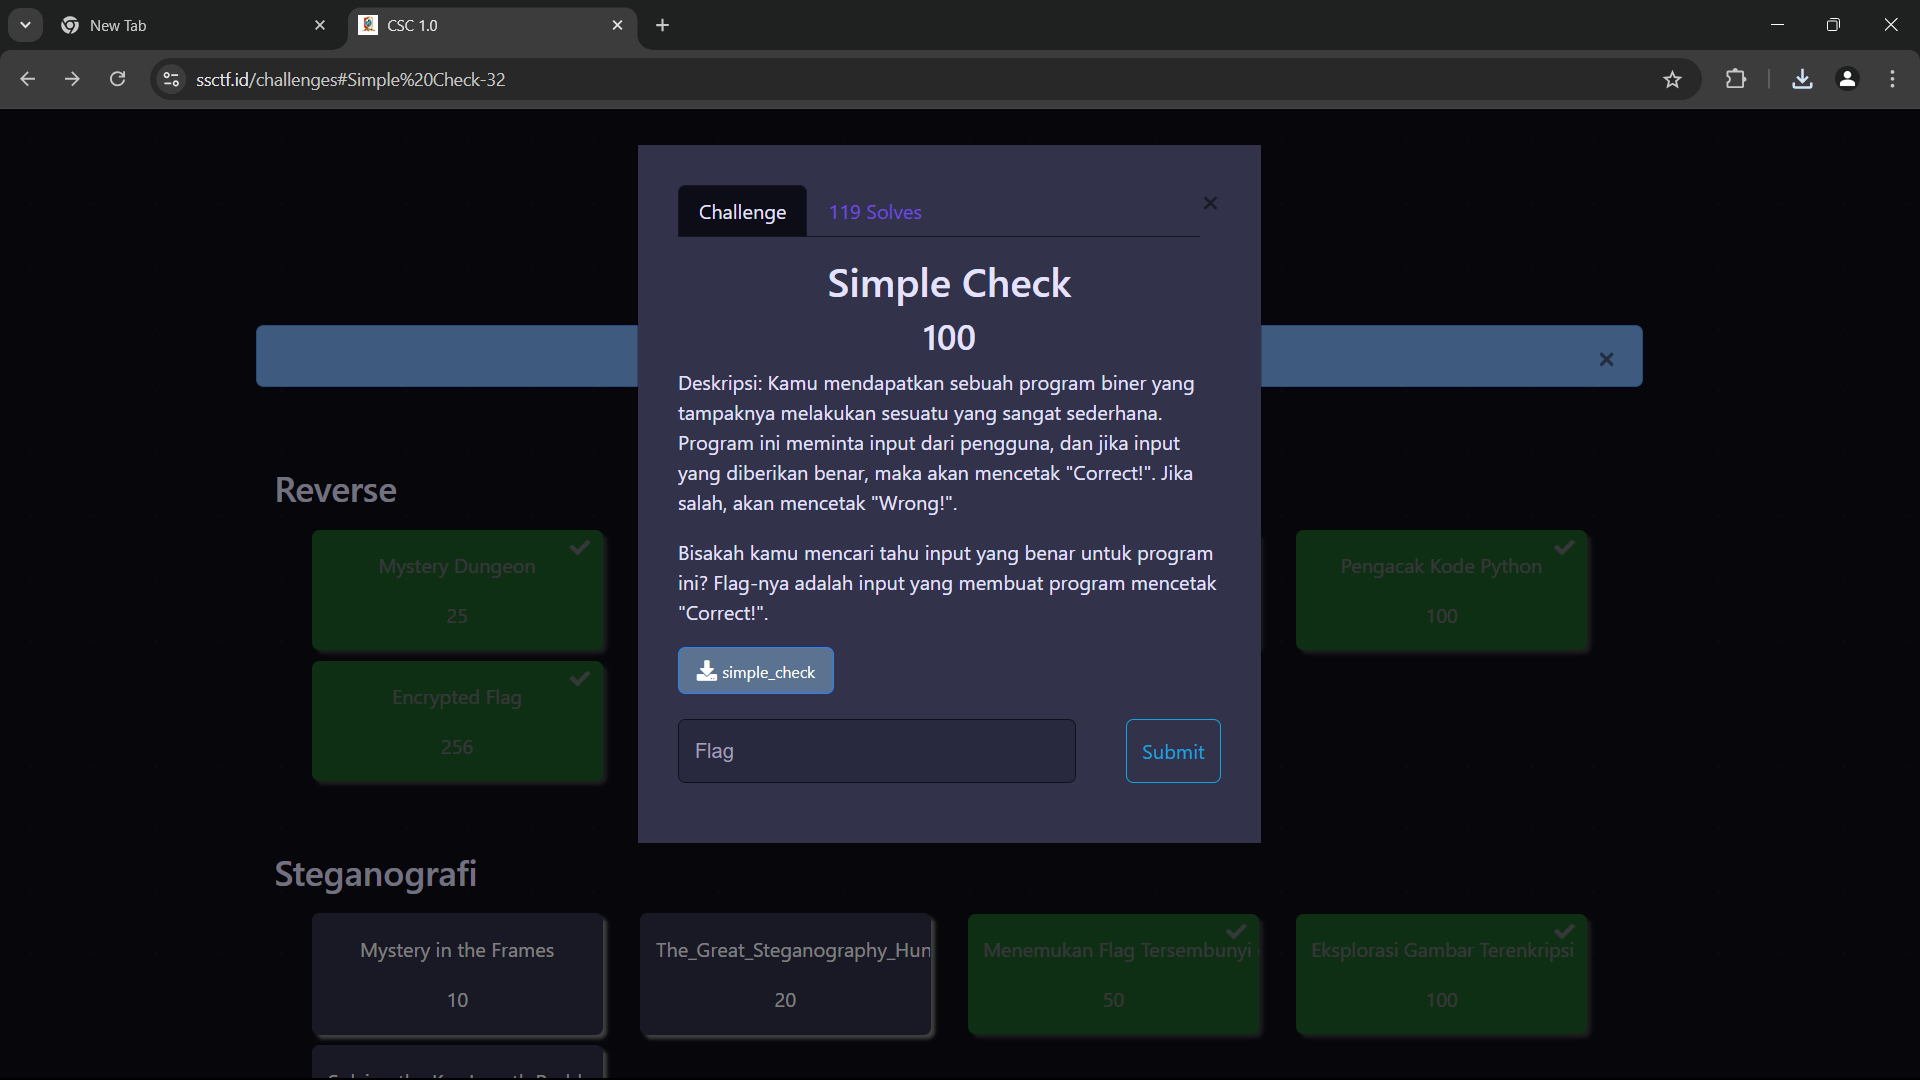 New Tab
CSC 1.0
ssctf.id/challenges#Simple%20Check-32
Challenge
119 Solves
Simple Check
100
Deskripsi: Kamu mendapatkan sebuah program biner yang
tampaknya melakukan sesuatu yang sangat sederhana.
Program ini meminta input dari pengguna, dan jika input
yang diberikan benar, maka akan mencetak "Correct!". Jika
salah, akan mencetak "Wrong!".
Bisakah kamu mencari tahu input yang benar untuk program
ini? Flag-nya adalah input yang membuat program mencetak
"Correct!".
simple_check
Flag
Submit
Reverse
Mystery Dungeon
25
Pengacak Kode Python
100
Encrypted Flag
256
Steganografi
Mystery in the Frames
10
The_Great_Steganography_Hun
20
Menemukan Flag Tersembunyi
50
Eksplorasi Gambar Terenkripsi
100